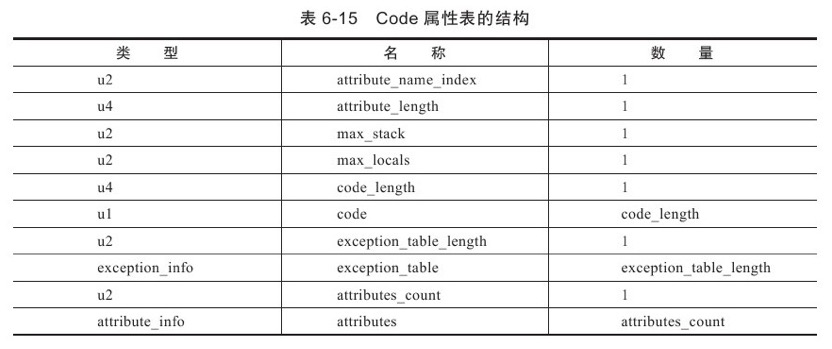 表 6-15 Code 属性表的结构
类 型 名 称 数 量
u2 attribute_name_index 1
u4 attribute_length 1
u2 max_stack 1
u2 max_locals 1
u4 code_length 1
u1 code code_length
u2 exception_table_length 1
exception_info exception_table exception_table_length
u2 attributes_count 1
attribute_info attributes attributes_count